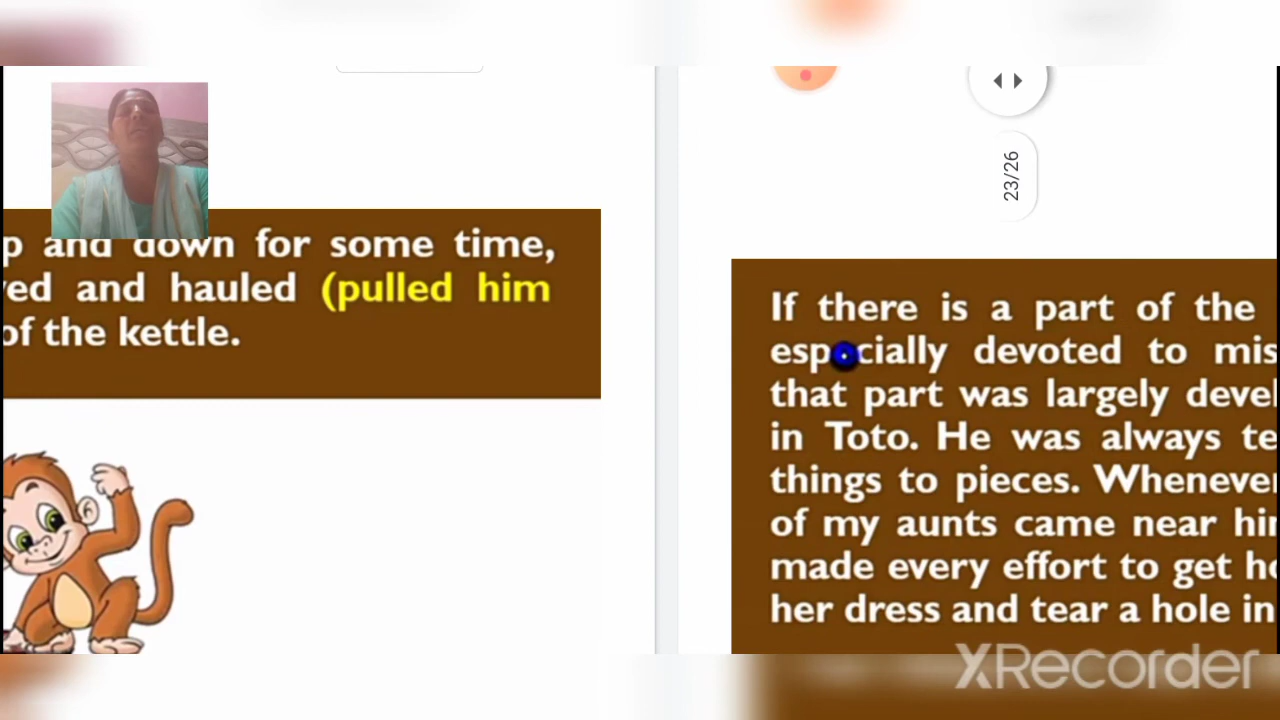 p and down for some time,
ed and hauled (pulled him
of the kettle.
23/26
If there is a part of the
especially devoted to mis
that part was largely devel
in Toto. He was always te
things to pieces. Whenever
of my aunts came near hi
made every effort to get h
her dress and tear a hole in
XRecorder